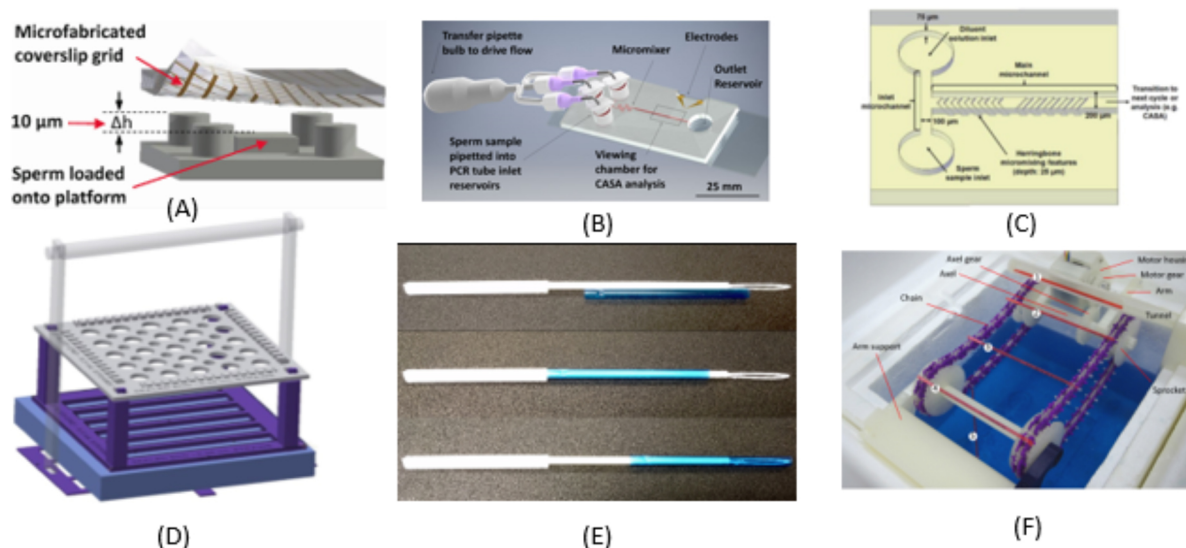 Microfabricated
coverslip grid
10 µm
Δh
Sperm loaded
onto platform
(A)
Transfer pipette
bulb to drive flow
Micromixer
Electrodes
Outlet
Reservoir
Sperm sample
pipetted into
PCR tube inlet
reservoirs
Viewing
chamber for
CASA analysis
25 mm
(B)
70 µm
Diluent
solution inlet
Main
microchannel
Inlet
microchannel
Transition to
next cycle or
analysis (e.g.
CASA)
100 µm
200 µm
Sperm
sample inlet
Herringbone
micromixing features
(depth: 20 µm)
(C)
(D)
(E)
Axel gear
Axel
Chain
Arm support
Motor house
Motor gear
Arm
Tunnel
Sprocket
(F)